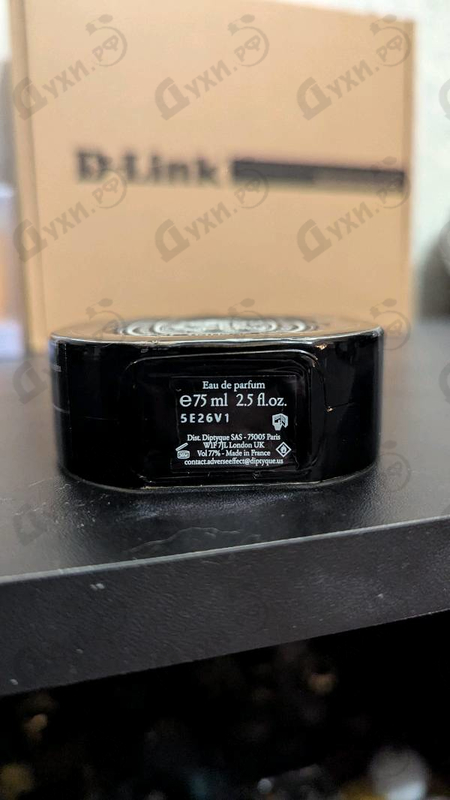 D-Link
Eau de parfum
℮75 ml 2.5 fl.oz.
5E26V1
Dist. Diptyque SAS - 75005 Paris
W1F 7JL London UK
Vol 77% - Made in France
contact.adverseeffect@diptyque.us
Духи.рф